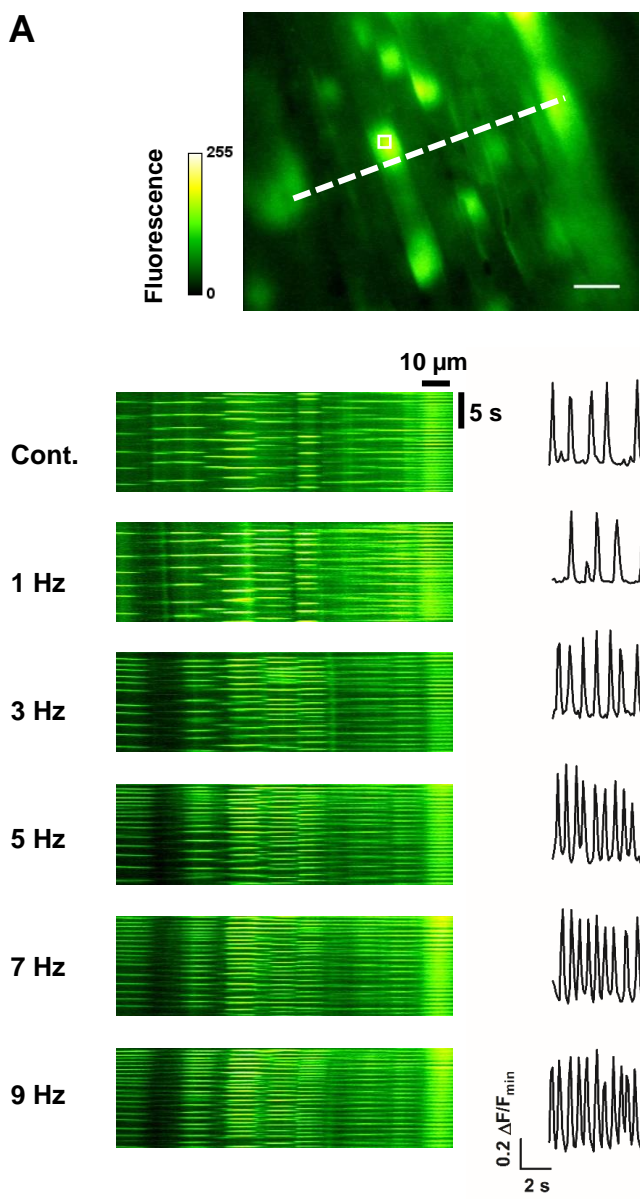 A
Fluorescence
255
0
10 µm
5 s
Cont.
1 Hz
3 Hz
5 Hz
7 Hz
9 Hz
0.2 ΔF/Fmin
2 s